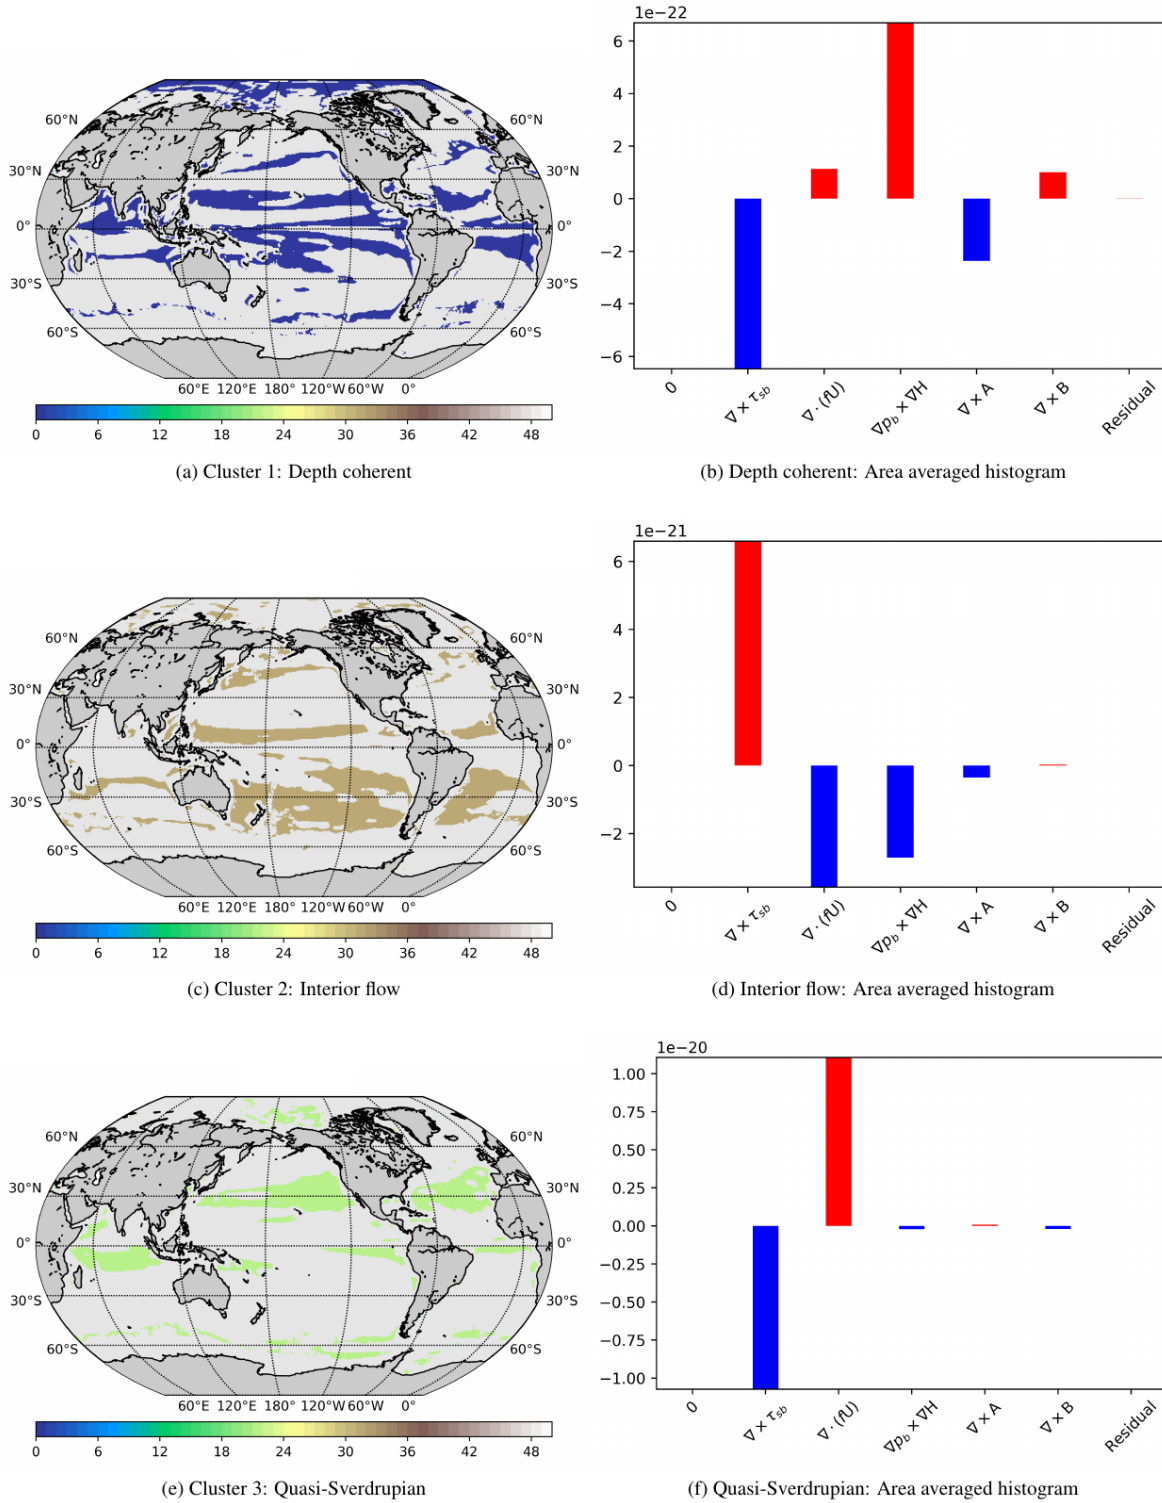 1e−22
60°N 60°N
30°N 30°N
0° 0°
30°S 30°S
60°S 60°S
60°E 120°E 180° 120°W 60°W 0°
0 6 12 18 24 30 36 42 48
6
4
2
0
−2
−4
−6
0 ∇ × τsb ∇ · (fU) ∇pb × ∇H ∇ × A ∇ × B Residual
(a) Cluster 1: Depth coherent
(b) Depth coherent: Area averaged histogram
1e−21
60°N 60°N
30°N 30°N
0° 0°
30°S 30°S
60°S 60°S
60°E 120°E 180° 120°W 60°W 0°
0 6 12 18 24 30 36 42 48
6
4
2
0
−2
0 ∇ × τsb ∇ · (fU) ∇pb × ∇H ∇ × A ∇ × B Residual
(c) Cluster 2: Interior flow
(d) Interior flow: Area averaged histogram
1e−20
60°N 60°N
30°N 30°N
0° 0°
30°S 30°S
60°S 60°S
60°E 120°E 180° 120°W 60°W 0°
0 6 12 18 24 30 36 42 48
1.00
0.75
0.50
0.25
0.00
−0.25
−0.50
−0.75
−1.00
0 ∇ × τsb ∇ · (fU) ∇pb × ∇H ∇ × A ∇ × B Residual
(e) Cluster 3: Quasi-Sverdrupian
(f) Quasi-Sverdrupian: Area averaged histogram